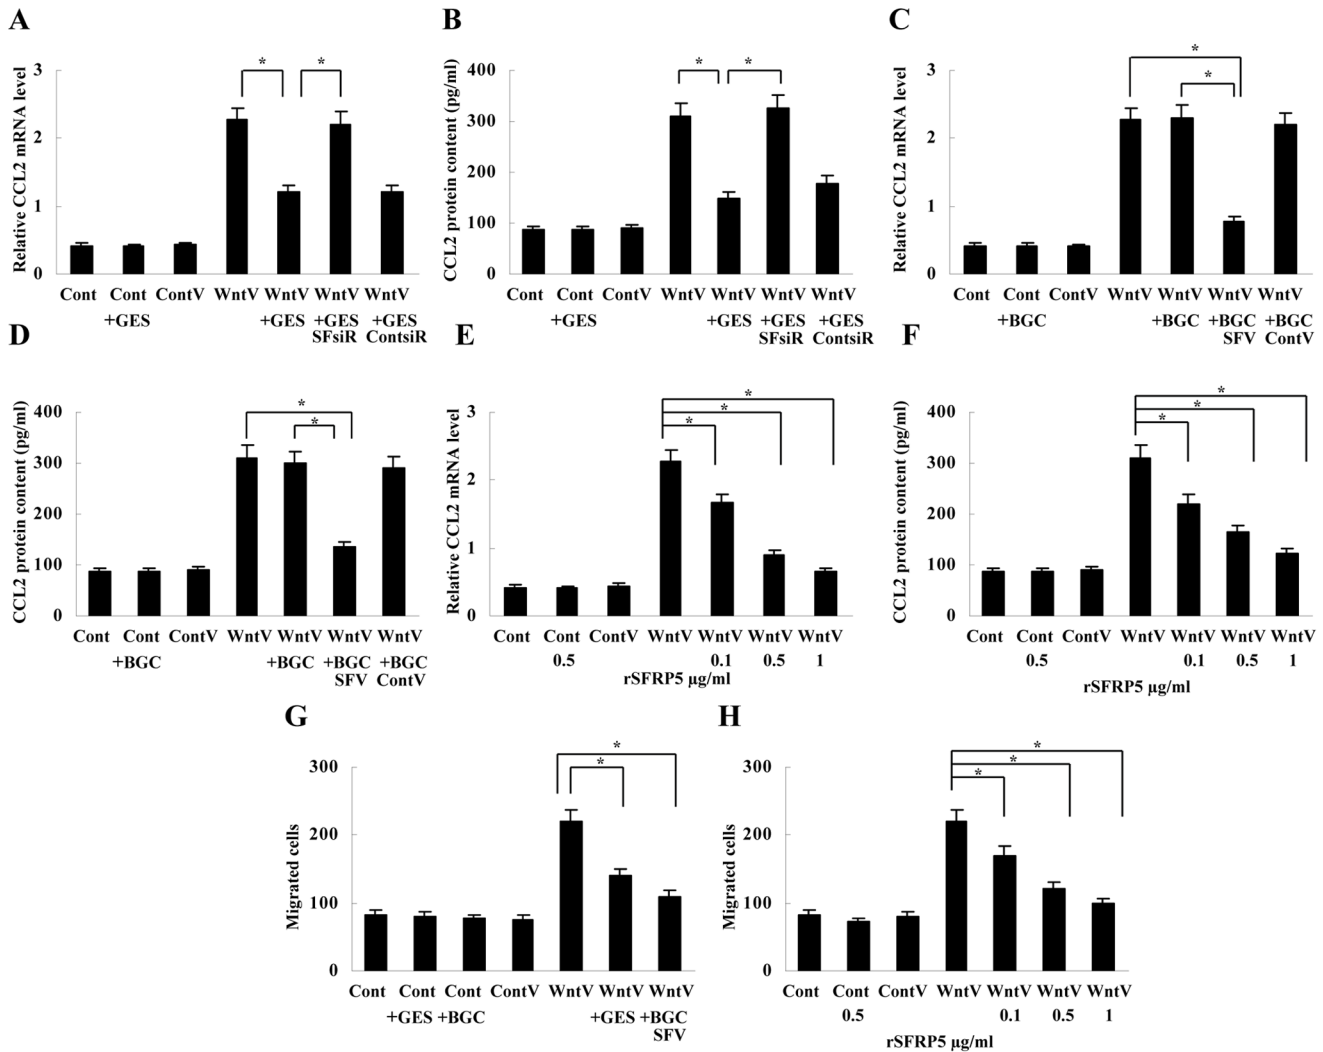 A
Relative CCL2 mRNA level
3
2
1
0
* *
Cont Cont ContV WntV WntV WntV WntV
+GES +GES +GES +GES
SFsiR ContsiR
B
CCL2 protein content (pg/ml)
400
300
200
100
0
* *
Cont Cont ContV WntV WntV WntV WntV
+GES +GES +GES +GES
SFsiR ContsiR
C
Relative CCL2 mRNA level
3
2
1
0
*
*
Cont Cont ContV WntV WntV WntV WntV
+BGC +BGC +BGC +BGC
SFV ContV
D
CCL2 protein content (pg/ml)
400
300
200
100
0
*
*
Cont Cont ContV WntV WntV WntV WntV
+BGC +BGC +BGC +BGC
SFV ContV
E
Relative CCL2 mRNA level
3
2
1
0
*
*
*
Cont Cont ContV WntV WntV WntV WntV
0.5 0.1 0.5 1
rSFRP5 μg/ml
F
CCL2 protein content (pg/ml)
400
300
200
100
0
*
*
*
Cont Cont ContV WntV WntV WntV WntV
0.5 0.1 0.5 1
rSFRP5 μg/ml
G
Migrated cells
300
200
100
0
*
*
Cont Cont Cont ContV WntV WntV WntV
+GES +BGC +GES +BGC
SFV
H
Migrated cells
300
200
100
0
*
*
*
Cont Cont ContV WntV WntV WntV WntV
0.5 0.1 0.5 1
rSFRP5 μg/ml